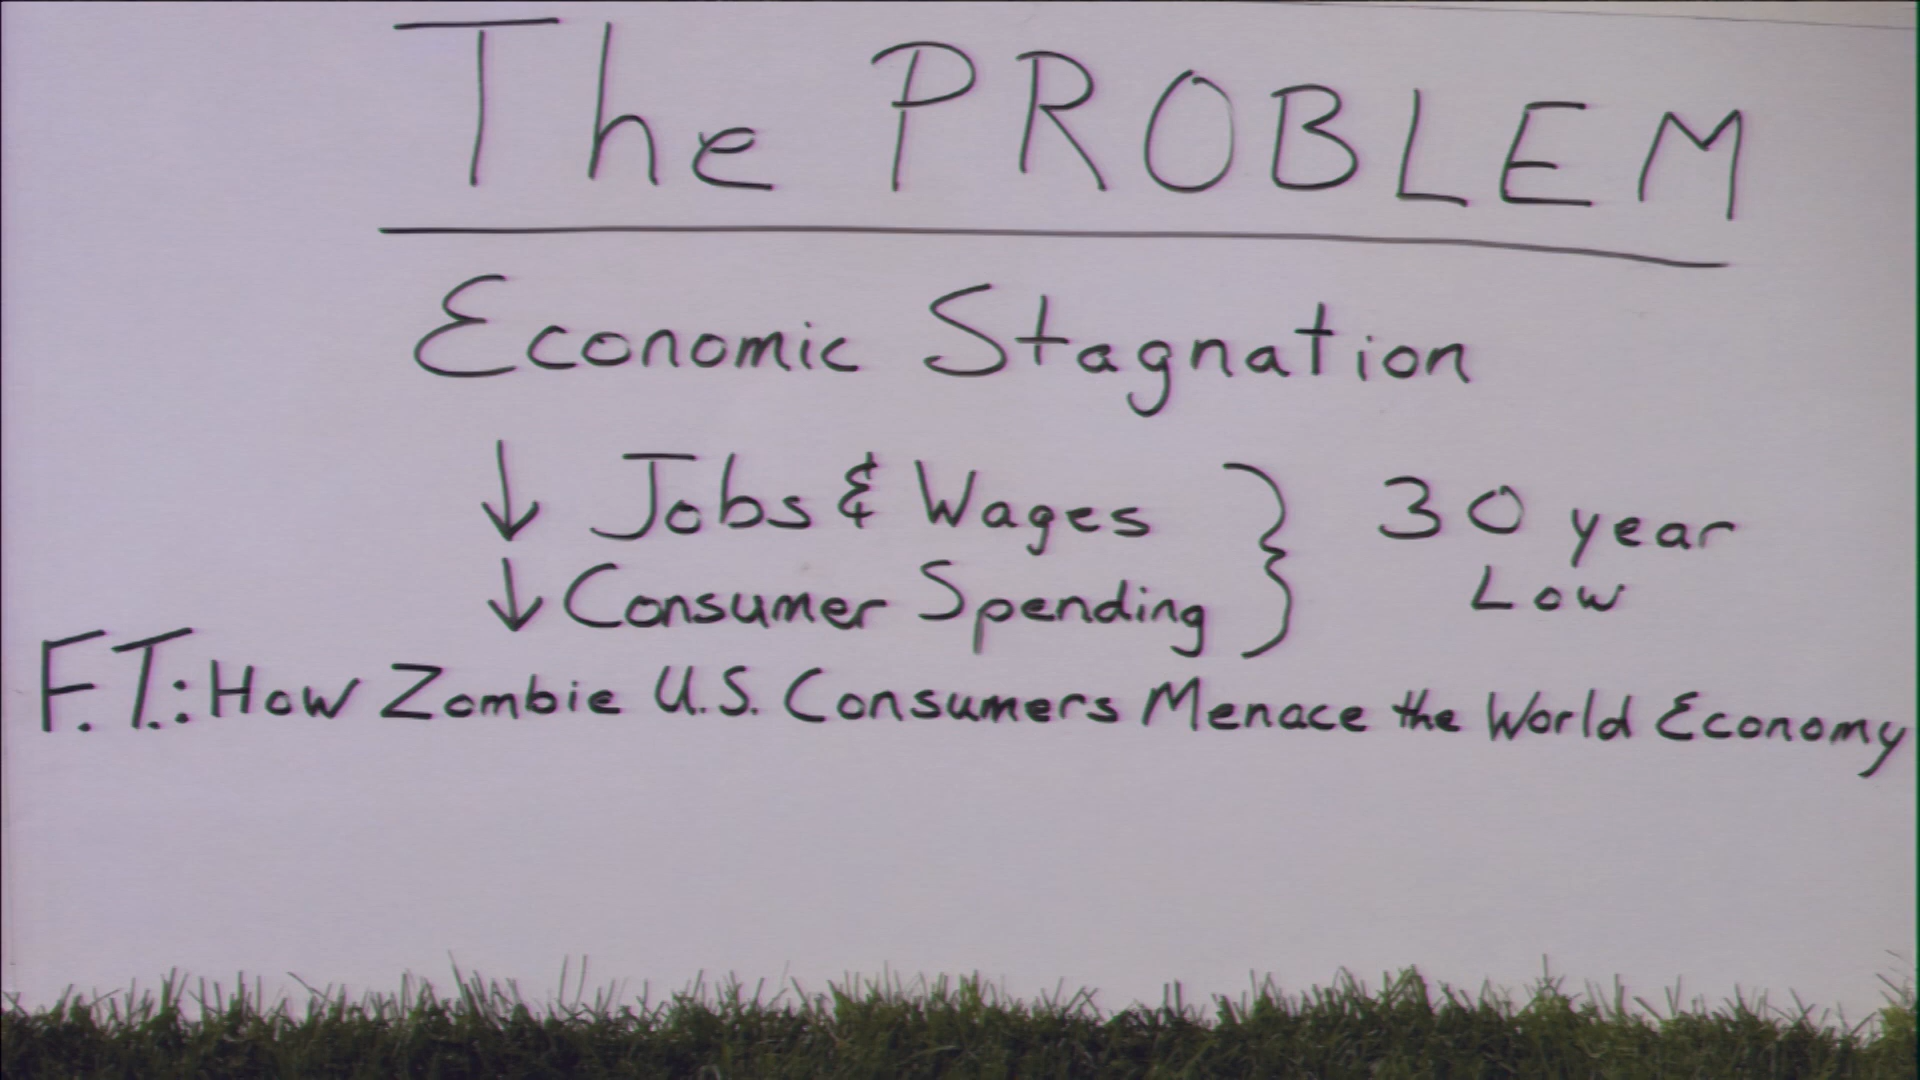 The PROBLEM
Economic Stagnation
↓ Jobs & Wages } 30 year
↓ Consumer Spending Low
F.T.: How Zombie U.S. Consumers Menace the World Economy